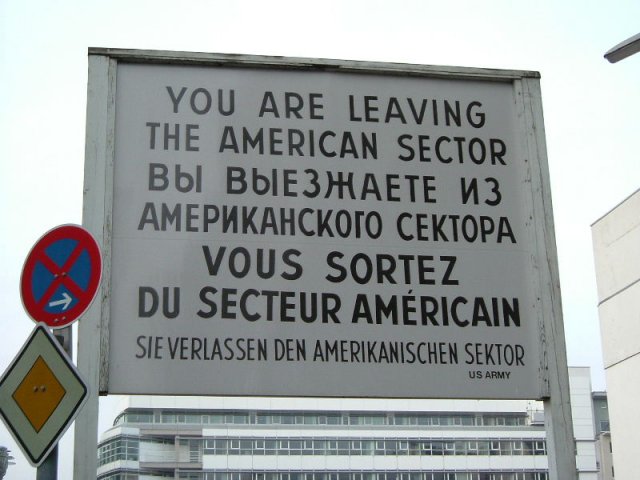 YOU ARE LEAVING
THE AMERICAN SECTOR
ВЫ ВЫЕЗЖАЕТЕ ИЗ
АМЕРИКАНСКОГО СЕКТОРА
VOUS SORTEZ
DU SECTEUR AMÉRICAIN
SIE VERLASSEN DEN AMERIKANISCHEN SEKTOR
US ARMY